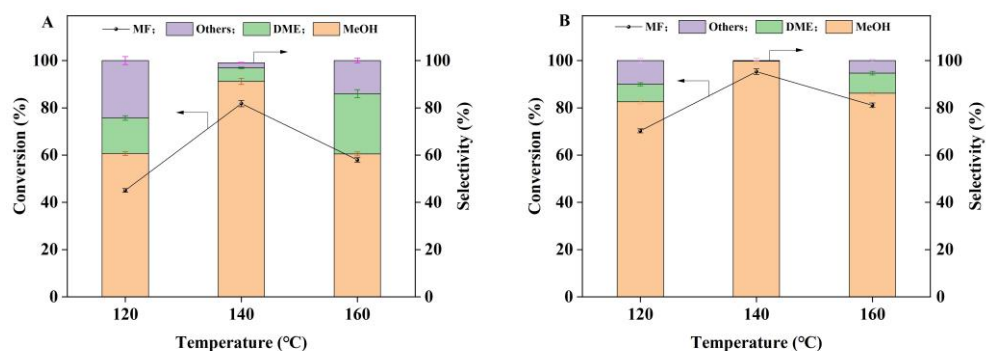 A
MF； Others； DME； MeOH
100
80
60
40
20
0
Conversion (%)
100
80
60
40
20
0
Selectivity (%)
120 140 160
Temperature (℃)
B
MF； Others； DME； MeOH
100
80
60
40
20
0
Conversion (%)
100
80
60
40
20
0
Selectivity (%)
120 140 160
Temperature (℃)